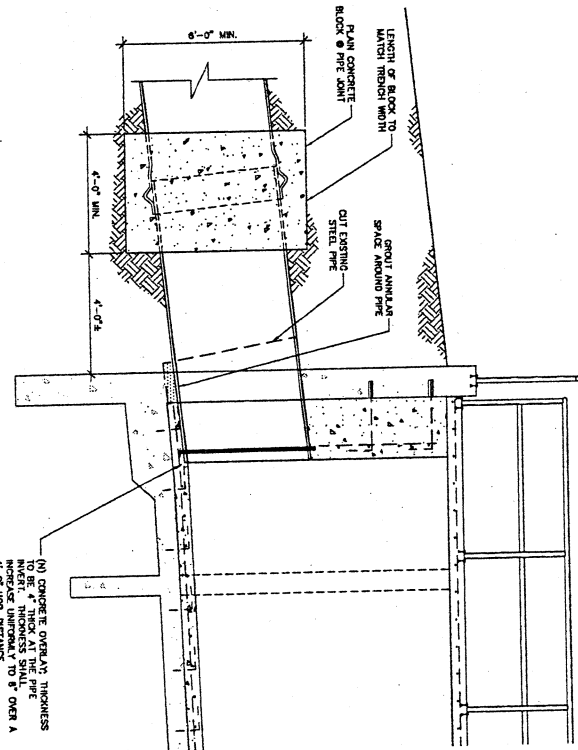 LENGTH OF BLOCK TO
MATCH TRENCH WIDTH
PLAIN CONCRETE
BLOCK @ PIPE JOINT
6'-0" MIN.
4'-0" MIN.
4'-0"±
CUT EXISTING
STEEL PIPE
GROUT ANNULAR
SPACE AROUND PIPE
(N) CONCRETE OVERLAY; THICKNESS
TO BE 4" THICK AT THE PIPE
INVERT. THICKNESS SHALL
INCREASE UNIFORMLY TO 8" OVER A
DISTANCE